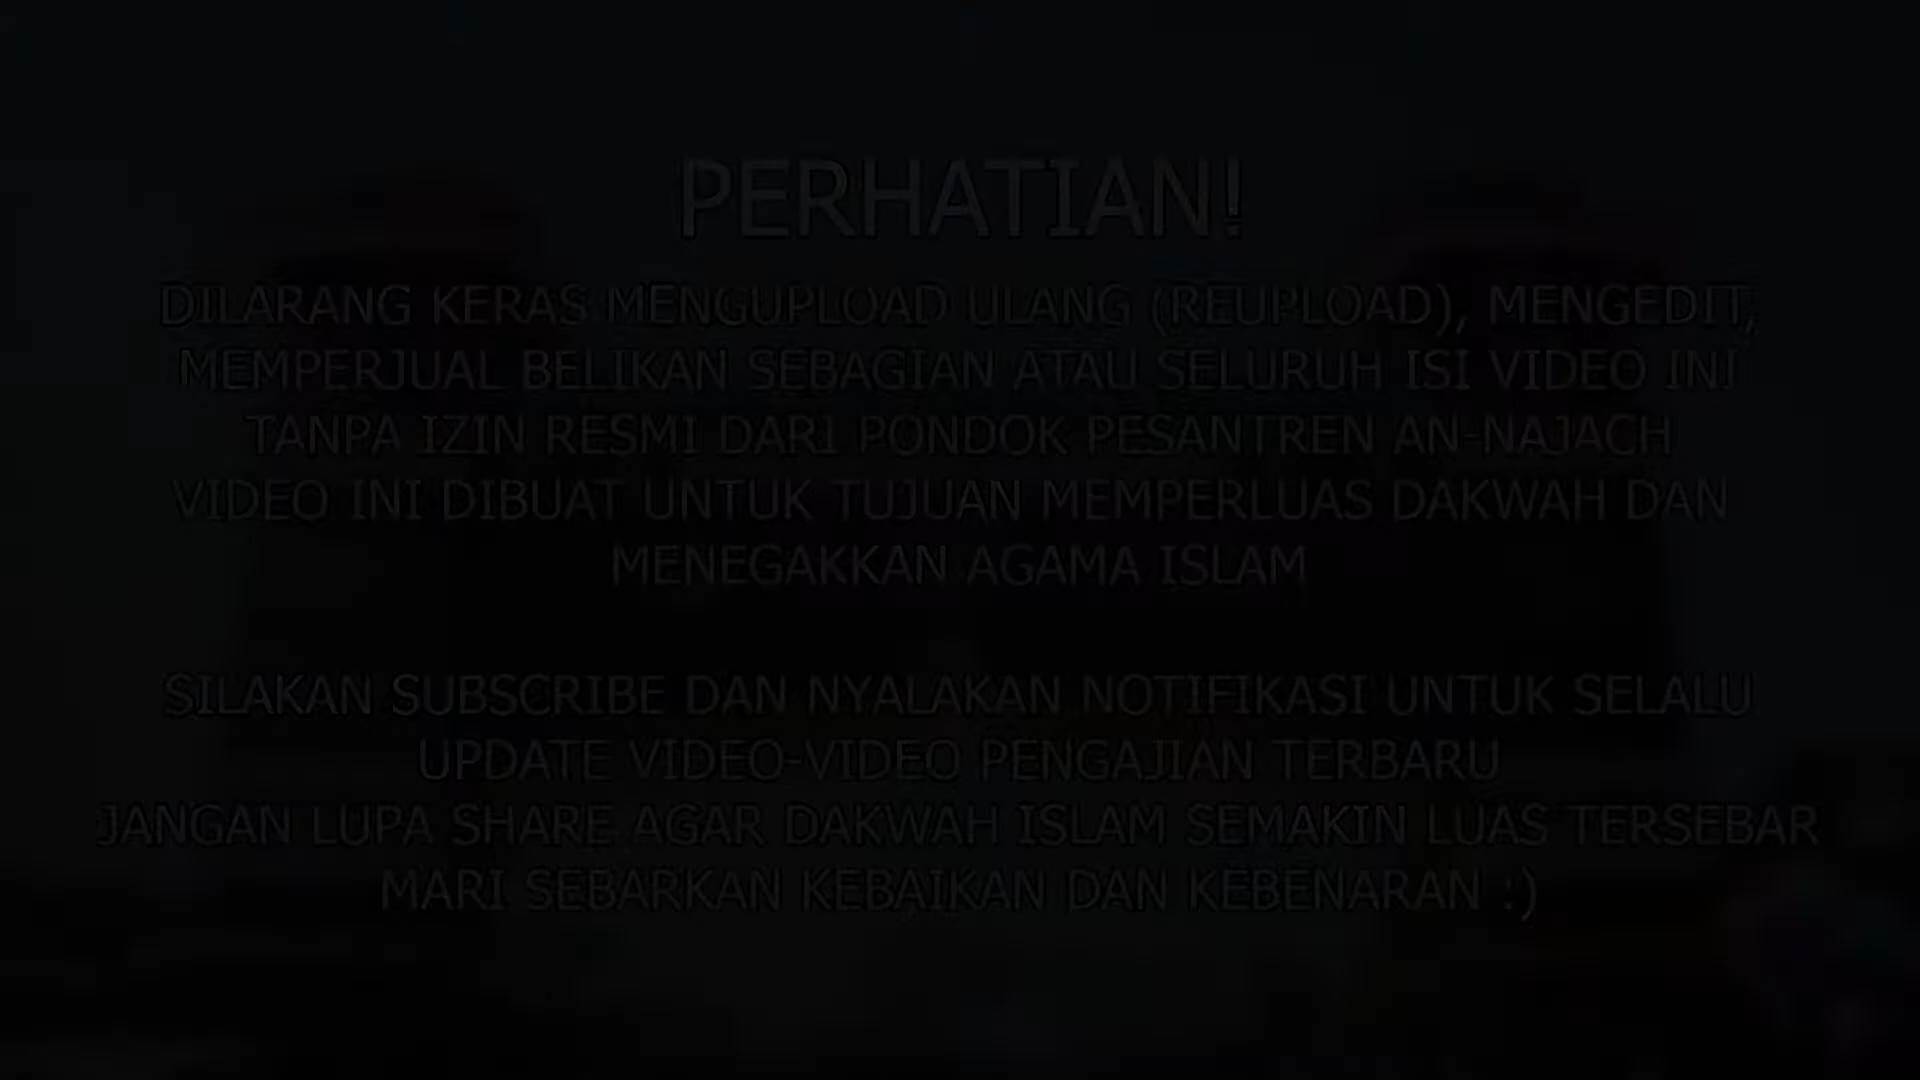 PERHATIAN!
DILARANG KERAS MENGUPLOAD ULANG (REUPLOAD), MENGEDIT,
MEMPERJUAL BELIKAN SEBAGIAN ATAU SELURUH ISI VIDEO INI
TANPA IZIN RESMI DARI PONDOK PESANTREN AN-NAJACH
VIDEO INI DIBUAT UNTUK TUJUAN MEMPERLUAS DAKWAH DAN
MENEGAKKAN AGAMA ISLAM
SILAKAN SUBSCRIBE DAN NYALAKAN NOTIFIKASI UNTUK SELALU
UPDATE VIDEO-VIDEO PENGAJIAN TERBARU
JANGAN LUPA SHARE AGAR DAKWAH ISLAM SEMAKIN LUAS TERSEBAR
MARI SEBARKAN KEBAIKAN DAN KEBENARAN :)